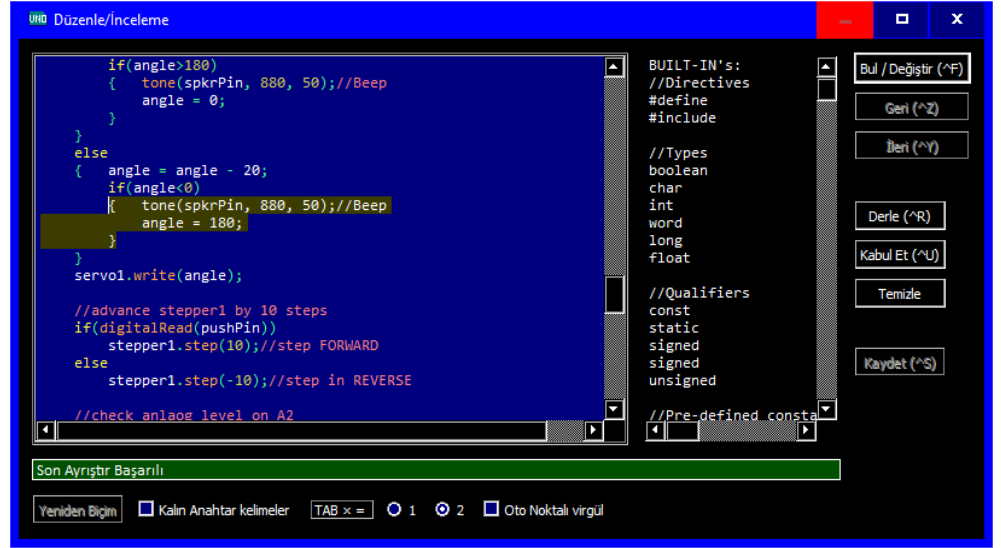 UNO Düzenle/İnceleme
if(angle>180)
{ tone(spkrPin, 880, 50);//Beep
angle = 0;
}
}
else
{ angle = angle - 20;
if(angle<0)
{ tone(spkrPin, 880, 50);//Beep
angle = 180;
}
}
servo1.write(angle);
//advance stepper1 by 10 steps
if(digitalRead(pushPin))
stepper1.step(10);//step FORWARD
else
stepper1.step(-10);//step in REVERSE
//check anlaog level on A2
BUILT-IN's:
//Directives
#define
#include
//Types
boolean
char
int
word
long
float
//Qualifiers
const
static
signed
signed
unsigned
//Pre-defined consta
Bul / Değiştir (^F)
Geri (^Z)
İleri (^Y)
Derle (^R)
Kabul Et (^U)
Temizle
Kaydet (^S)
Son Ayrıştır Başarılı
Yeniden Biçim
Kalın Anahtar kelimeler
TAB × =
1
2
Oto Noktalı virgül